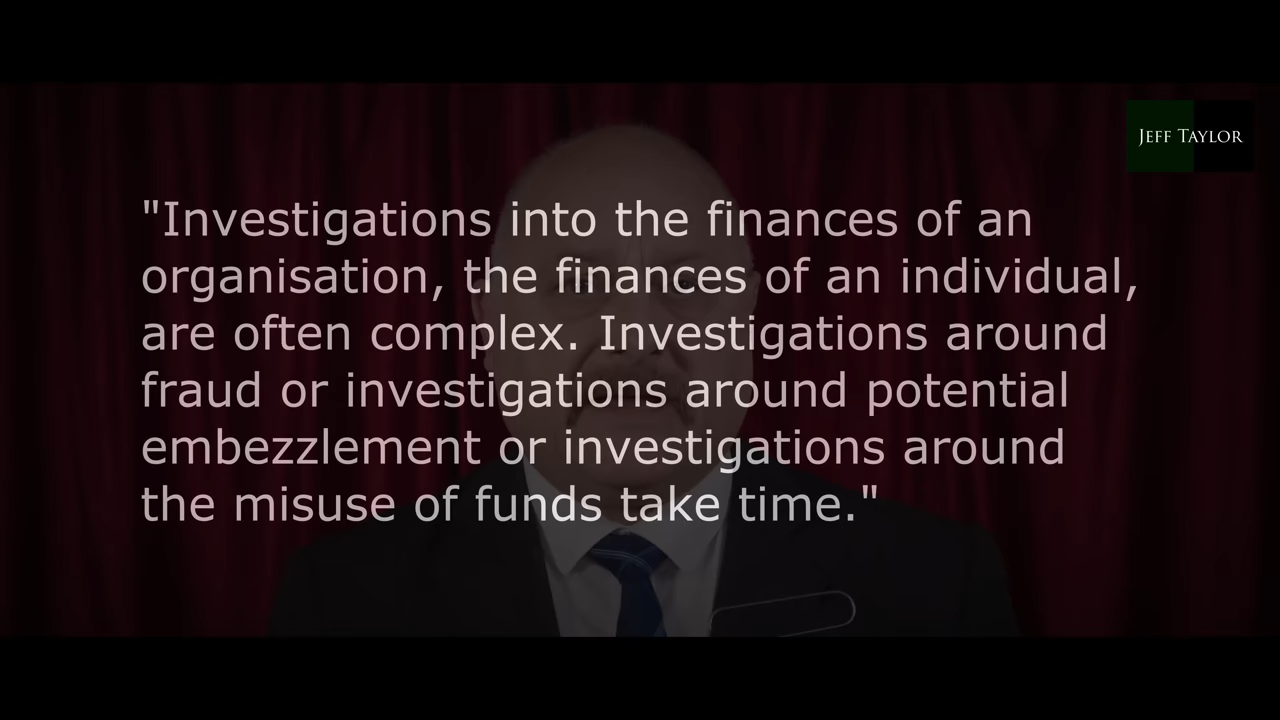 JEFF TAYLOR
"Investigations into the finances of an
organisation, the finances of an individual,
are often complex. Investigations around
fraud or investigations around potential
embezzlement or investigations around
the misuse of funds take time."